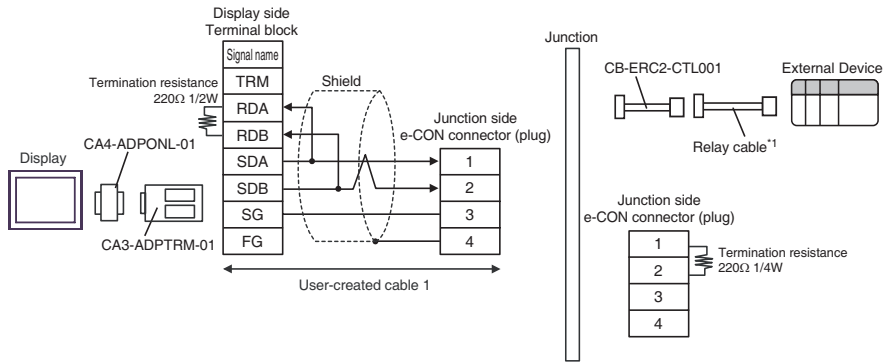 Display side
Terminal block
Signal name
TRM
RDA
RDB
SDA
SDB
SG
FG
Termination resistance
220Ω 1/2W
Shield
Display
CA4-ADPONL-01
CA3-ADPTRM-01
User-created cable 1
Junction side
e-CON connector (plug)
1
2
3
4
Junction
CB-ERC2-CTL001
Relay cable*1
External Device
Junction side
e-CON connector (plug)
1
2
3
4
Termination resistance
220Ω 1/4W